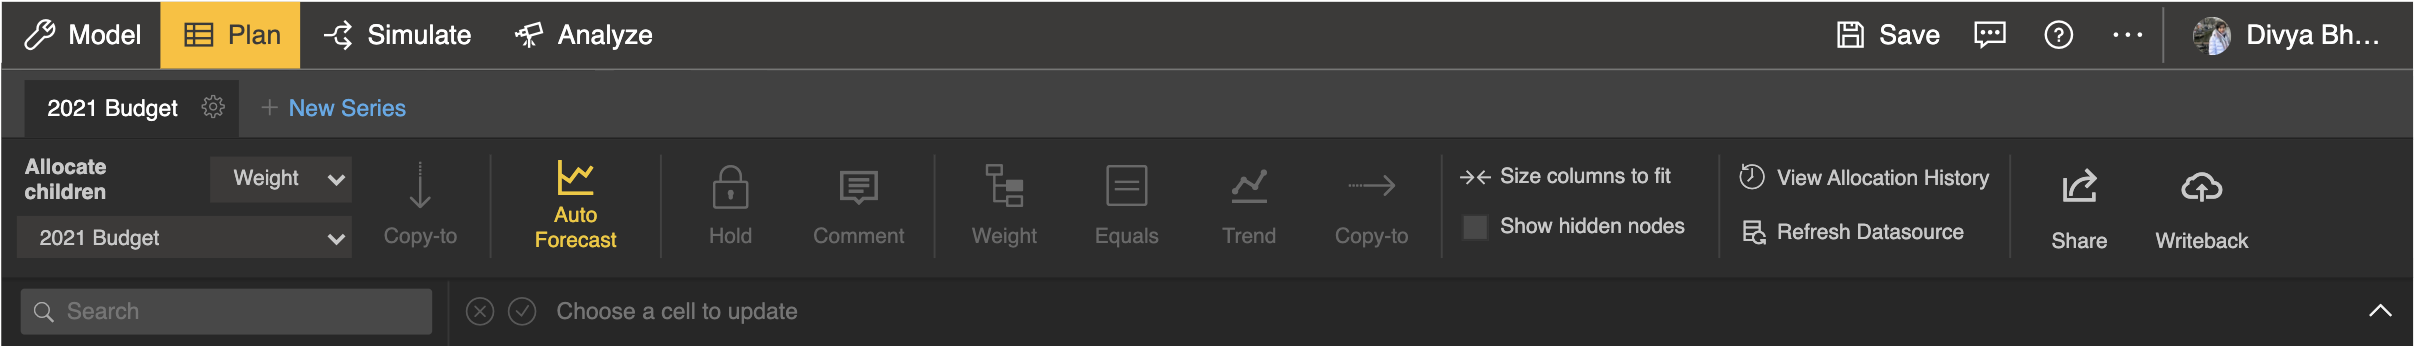 Model
Plan
Simulate
Analyze
Save
Divya Bh...
2021 Budget
+ New Series
Allocate
children
Weight
2021 Budget
Copy-to
Auto
Forecast
Hold
Comment
Weight
Equals
Trend
Copy-to
Size columns to fit
Show hidden nodes
View Allocation History
Refresh Datasource
Share
Writeback
Search
Choose a cell to update